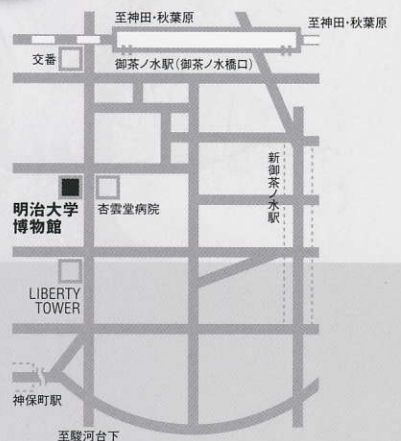 至神田・秋葉原
至神田・秋葉原
交番
御茶ノ水駅(御茶ノ水橋口)
新御茶ノ水駅
明治大学
博物館
杏雲堂病院
LIBERTY
TOWER
神保町駅
至駿河台下